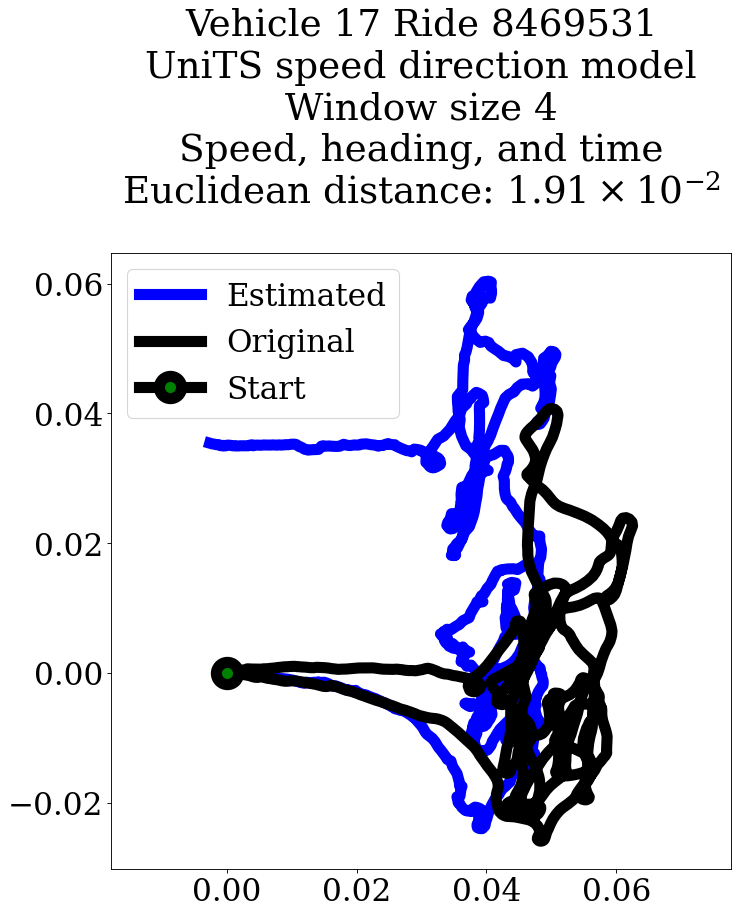 Vehicle 17 Ride 8469531
UniTS speed direction model
Window size 4
Speed, heading, and time
Euclidean distance: 1.91 × 10⁻²
Estimated
Original
Start
0.06
0.04
0.02
0.00
−0.02
0.00 0.02 0.04 0.06